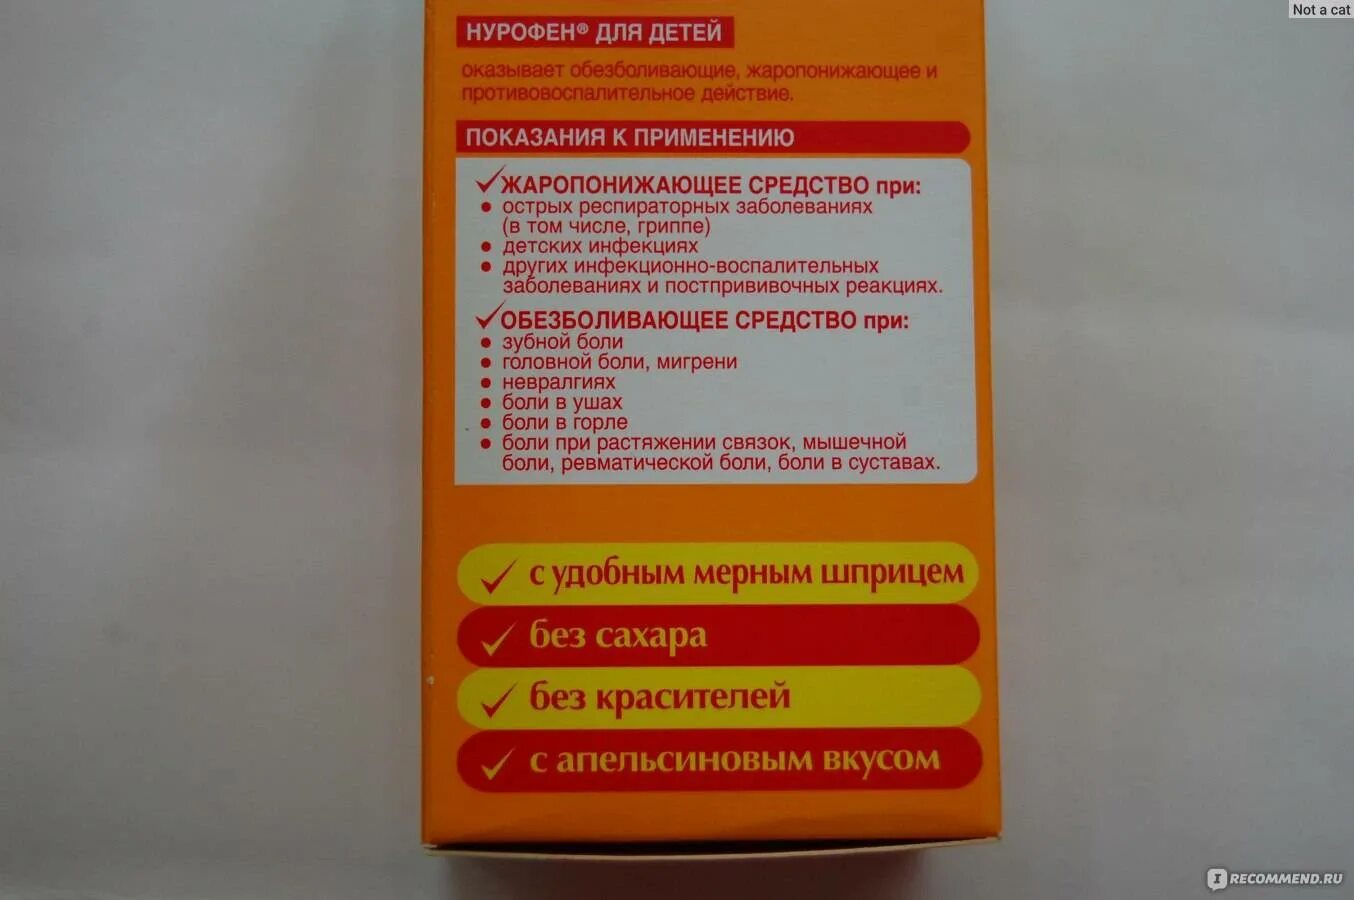 Not a cat
НУРОФЕН® ДЛЯ ДЕТЕЙ
оказывает обезболивающие, жаропонижающее и
противовоспалительное действие.
ПОКАЗАНИЯ К ПРИМЕНЕНИЮ
ЖАРОПОНИЖАЮЩЕЕ СРЕДСТВО при:
• острых респираторных заболеваниях
(в том числе, гриппе)
• детских инфекциях
• других инфекционно-воспалительных
заболеваниях и постпрививочных реакциях.
ОБЕЗБОЛИВАЮЩЕЕ СРЕДСТВО при:
• зубной боли
• головной боли, мигрени
• невралгиях
• боли в ушах
• боли в горле
• боли при растяжении связок, мышечной
боли, ревматической боли, боли в суставах.
с удобным мерным шприцем
без сахара
без красителей
с апельсиновым вкусом
IRECOMMEND.RU